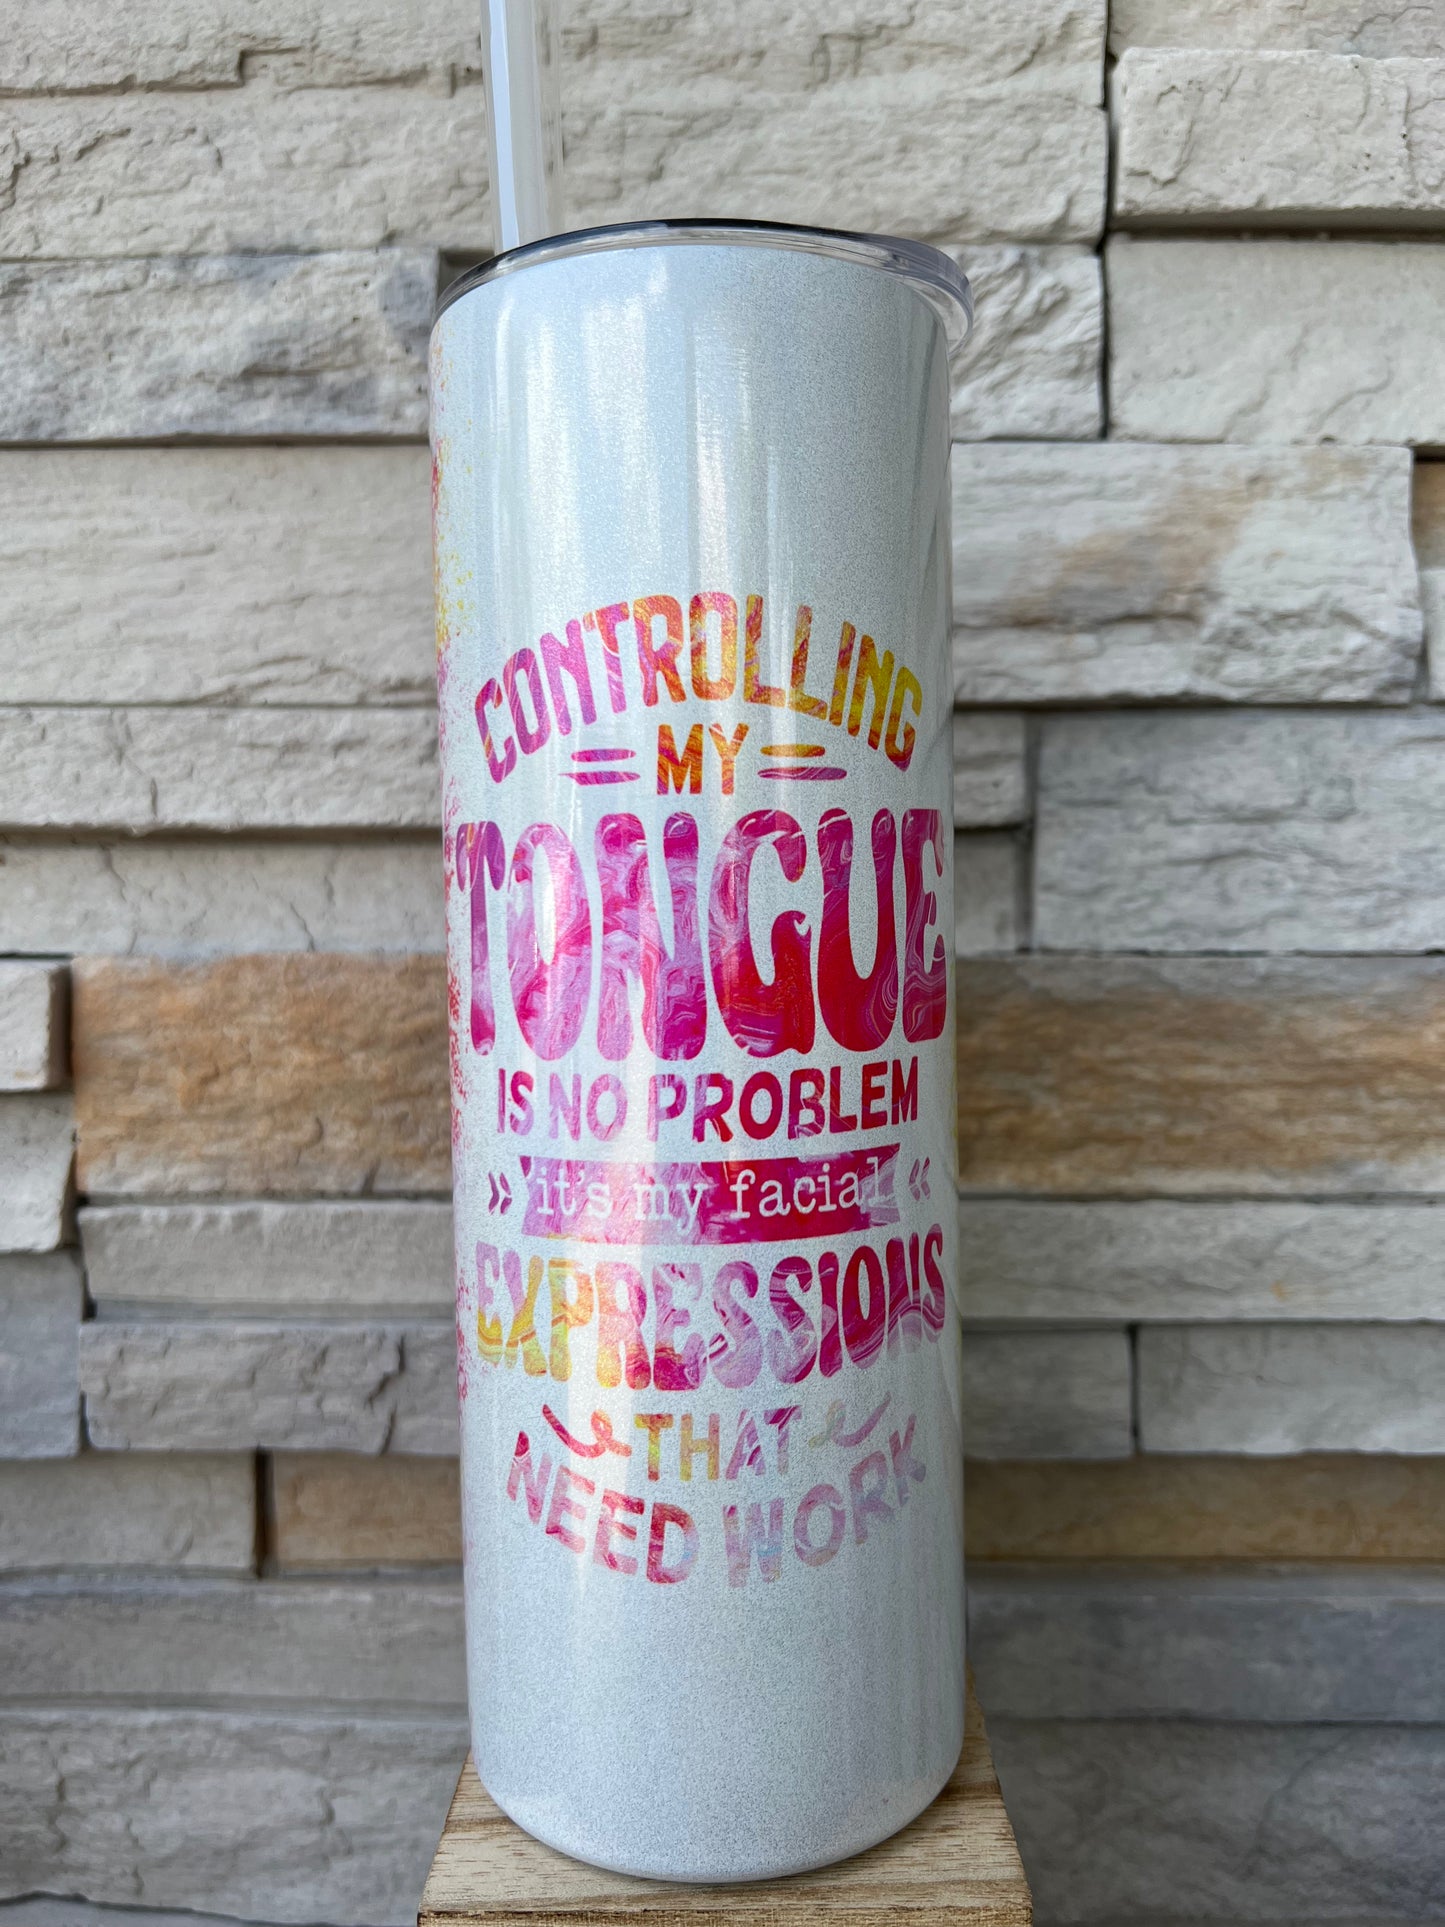 CONTROLLING
MY
TONGUE
IS NO PROBLEM
it's my facial
EXPRESSIONS
THAT
NEED WORK